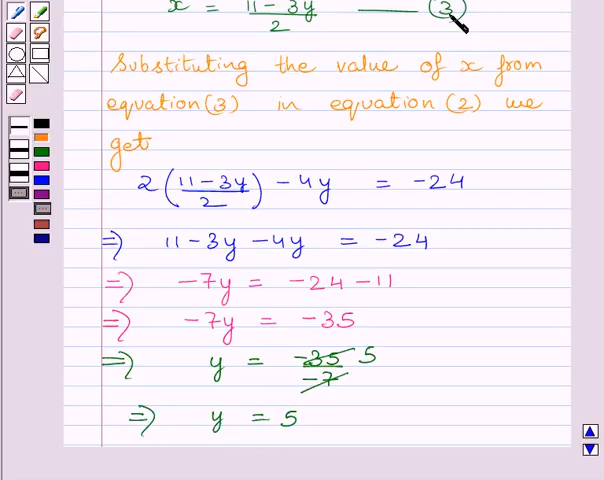 x = 11-3y/2 —— (3)
Substituting the value of x from
equation (3) in equation (2) we
get
2(11-3y/2) - 4y = -24
⇒ 11-3y-4y = -24
⇒ -7y = -24-11
⇒ -7y = -35
⇒ y = -35/-7 5
⇒ y = 5